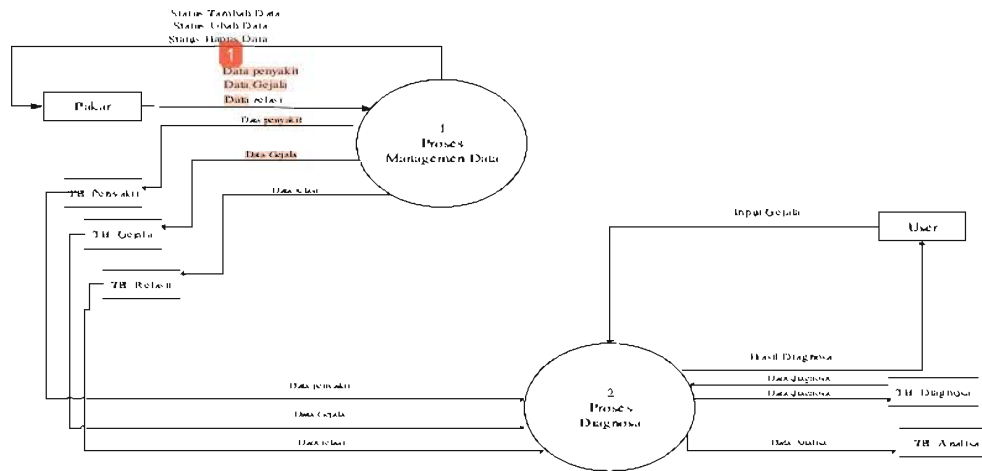 Status Tambah Data
Status Ubah Data
Status Hapus Data
1
Data penyakit
Data Gejala
Data relasi
Pakar
Data penyakit
1
Proses
Managemen Data
Data Gejala
TB Penyakit
Data relasi
TB Gejala
Input Gejala
User
TB Relasi
Hasil Diagnosa
Data diagnosa
Data diagnosa
TB Diagnosa
Data penyakit
2
Proses
Diagnosa
Data Gejala
Data relasi
Data Analisa
TB Analisa